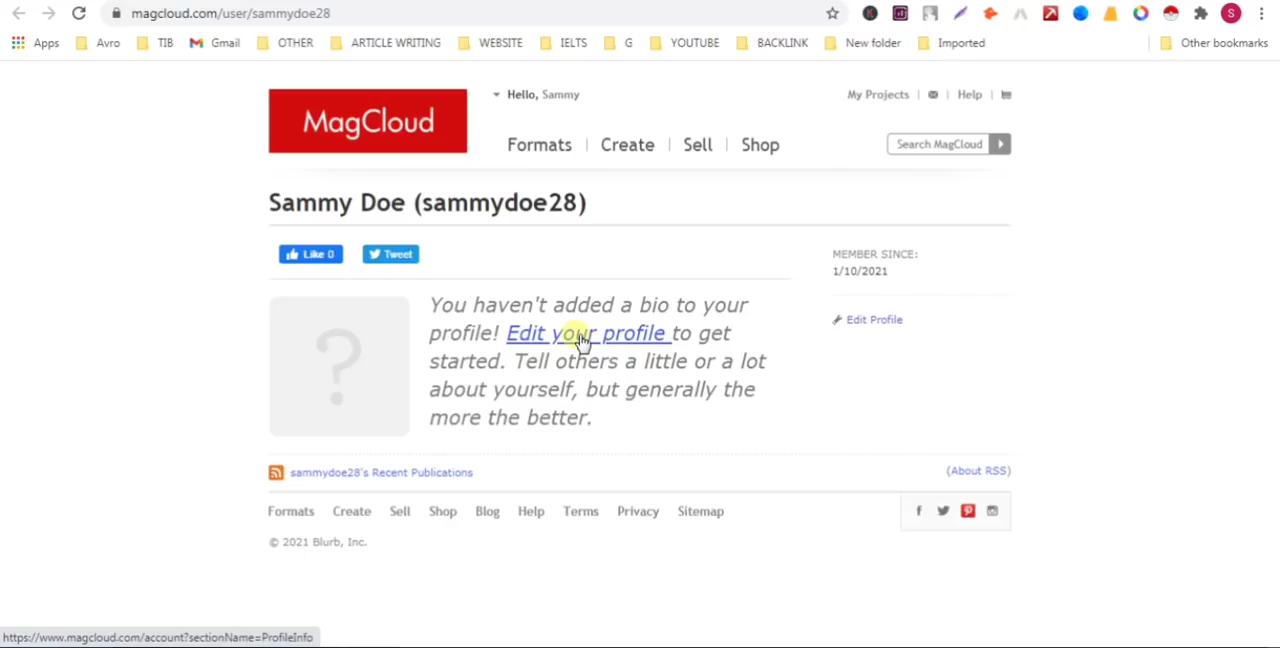 magcloud.com/user/sammydoe28
S
Apps Avro TIB Gmail OTHER ARTICLE WRITING WEBSITE IELTS G YOUTUBE BACKLINK New folder Imported Other bookmarks
MagCloud
Hello, Sammy
My Projects | | Help |
Formats | Create | Sell | Shop
Search MagCloud
Sammy Doe (sammydoe28)
Like 0
Tweet
MEMBER SINCE:
1/10/2021
Edit Profile
?
You haven't added a bio to your
profile! Edit your profile to get
started. Tell others a little or a lot
about yourself, but generally the
more the better.
sammydoe28's Recent Publications
(About RSS)
Formats Create Sell Shop Blog Help Terms Privacy Sitemap
© 2021 Blurb, Inc.
https://www.magcloud.com/account?sectionName=ProfileInfo